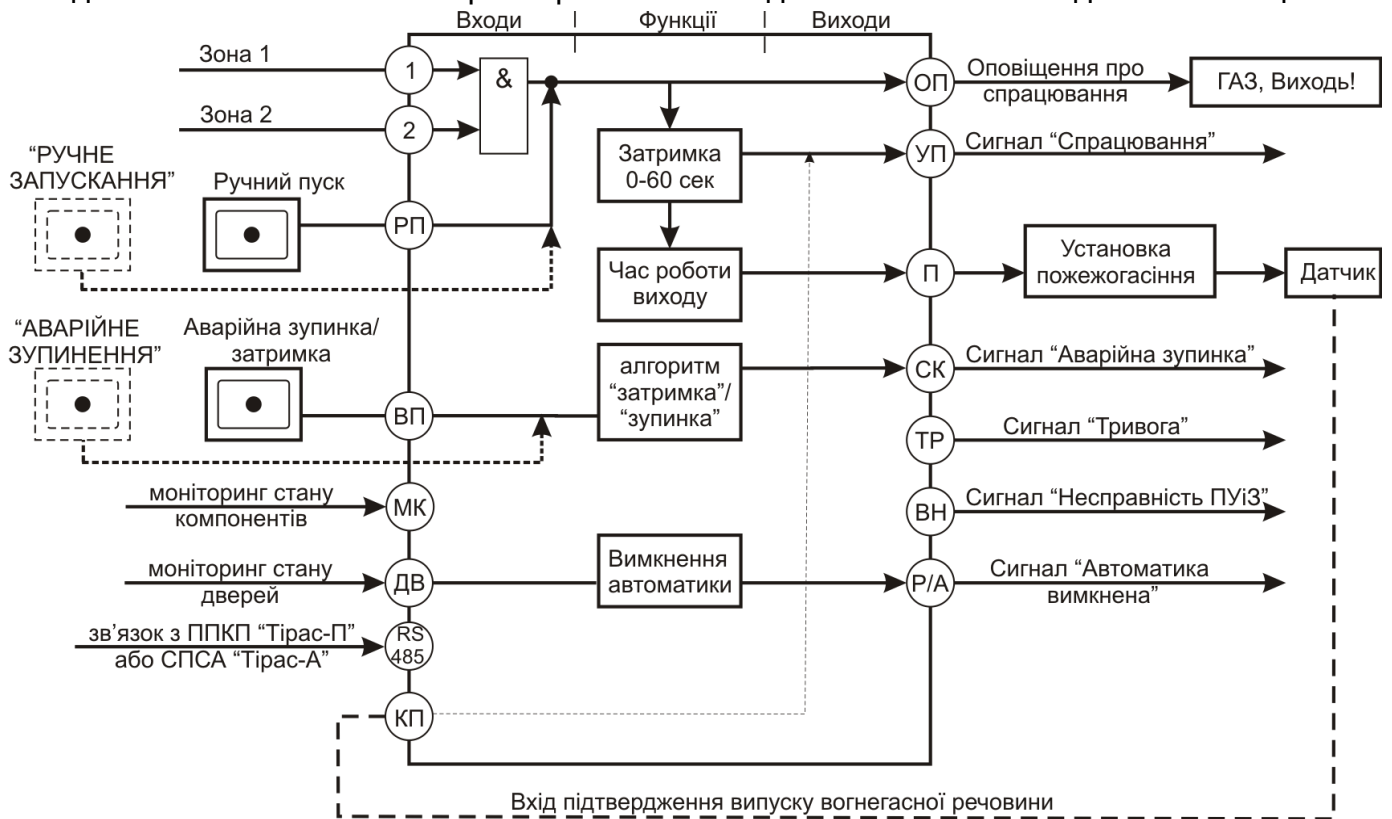 Входи | Функції | Виходи
Зона 1
1
&
ОП
Оповіщення про
спрацювання
ГАЗ, Виходь!
Зона 2
2
Затримка
0-60 сек
УП
Сигнал “Спрацювання”
“РУЧНЕ
ЗАПУСКАННЯ”
Ручний пуск
РП
Час роботи
виходу
П
Установка
пожежогасіння
Датчик
“АВАРІЙНЕ
ЗУПИНЕННЯ”
Аварійна зупинка/
затримка
ВП
алгоритм
“затримка”/
“зупинка”
СК
Сигнал “Аварійна зупинка”
ТР
Сигнал “Тривога”
моніторинг стану
компонентів
МК
ВН
Сигнал “Несправність ПУіЗ”
моніторинг стану
дверей
ДВ
Вимкнення
автоматики
Р/А
Сигнал “Автоматика
вимкнена”
зв’язок з ППКП “Тірас-П”
або СПСА “Тірас-А”
RS
485
КП
Вхід підтвердження випуску вогнегасної речовини